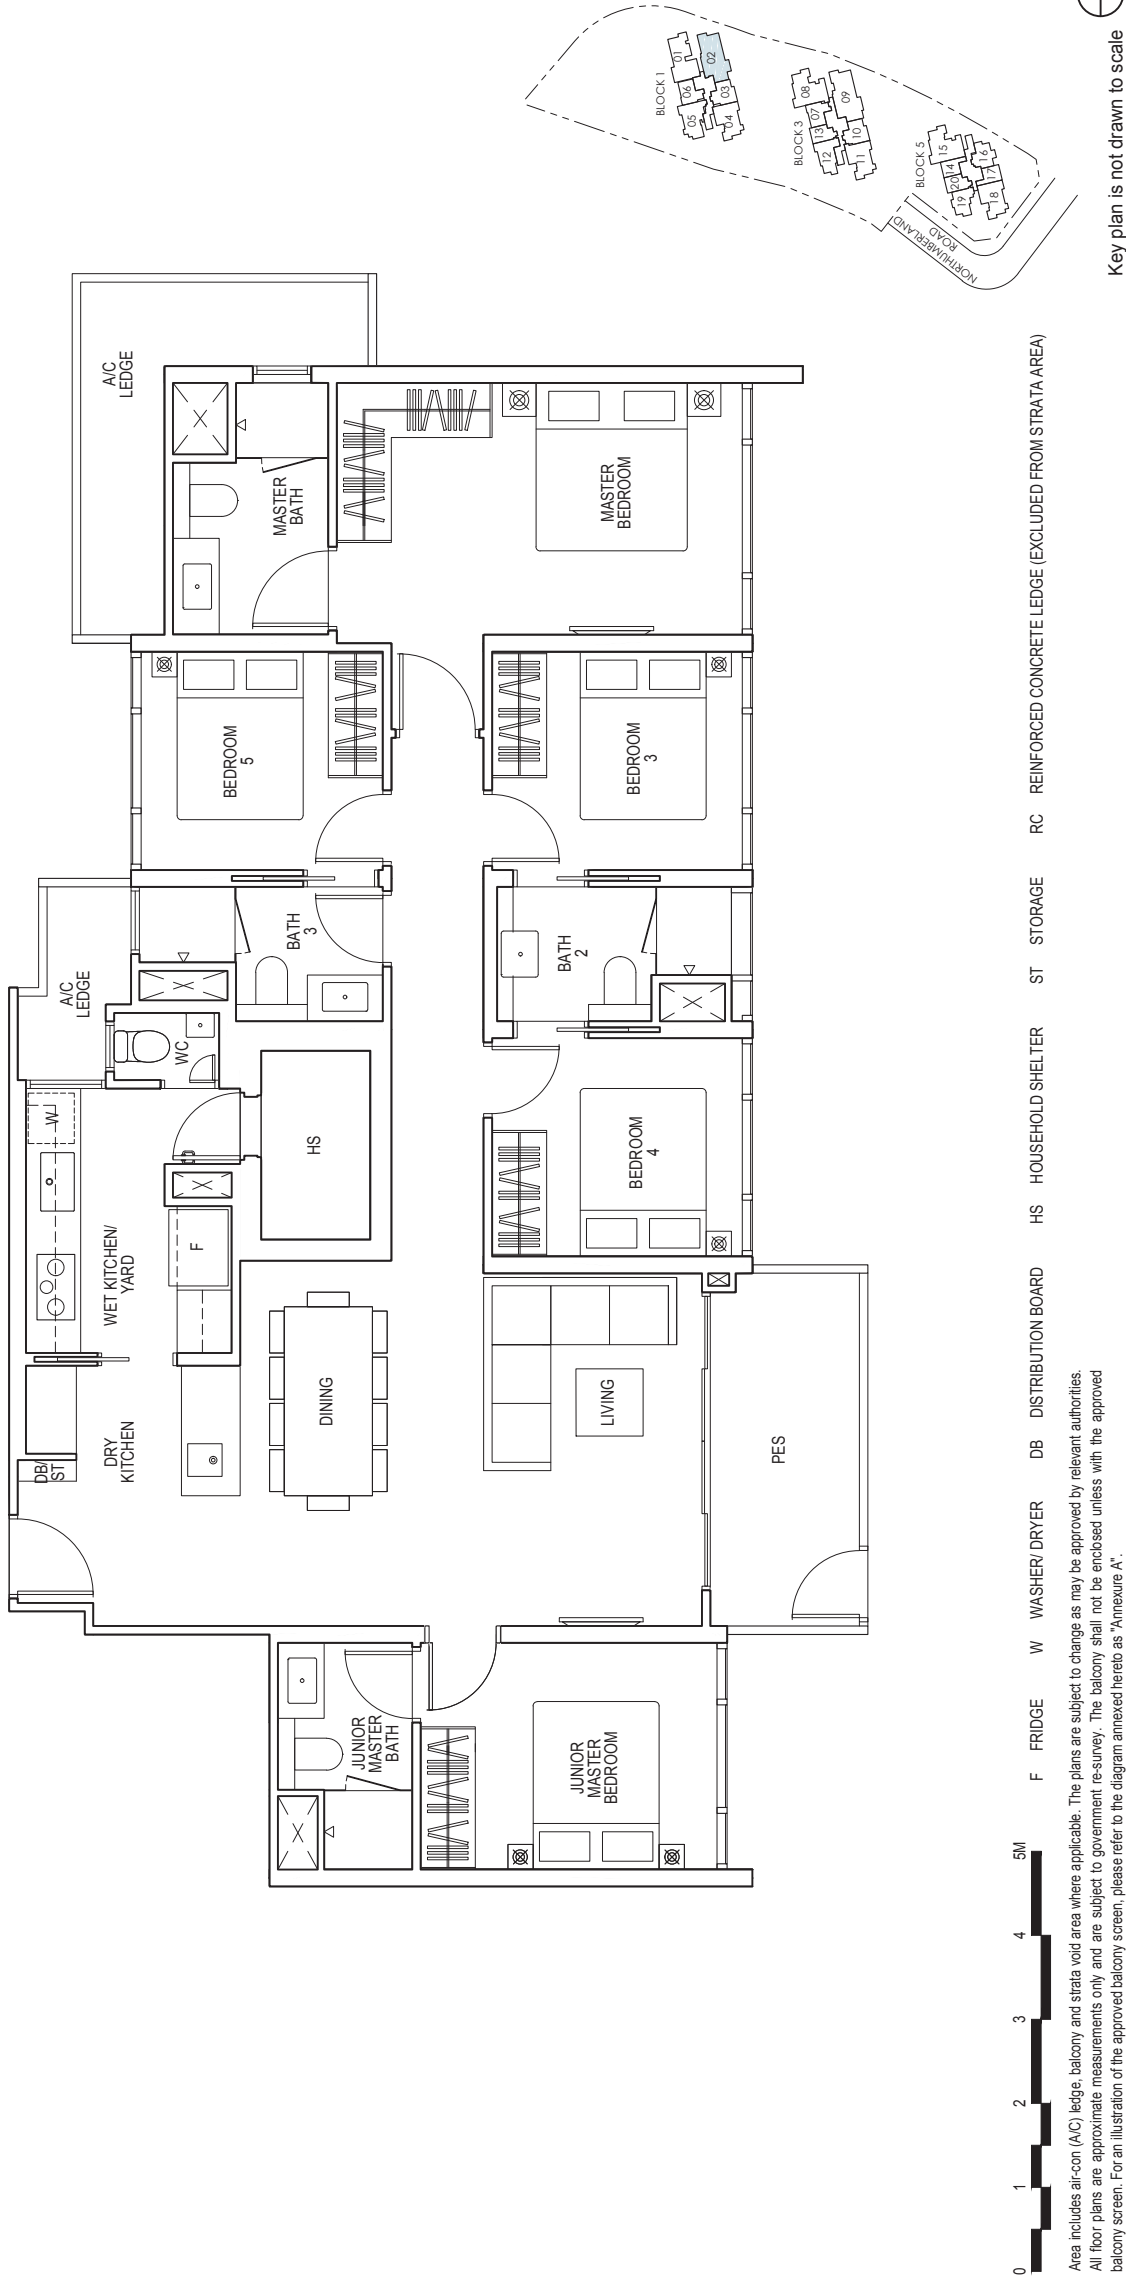 A/C
LEDGE
MASTER
BATH
MASTER
BEDROOM
BEDROOM
5
BEDROOM
3
BATH
3
BATH
2
A/C
LEDGE
WC
W
HS
BEDROOM
4
WET KITCHEN/
YARD
F
DB/
ST
DRY
KITCHEN
DINING
LIVING
PES
JUNIOR
MASTER
BATH
JUNIOR
MASTER
BEDROOM
BLOCK 1
01
02
03
04
05
06
BLOCK 3
07
08
09
10
11
12
13
BLOCK 5
14
15
16
17
18
19
20
NORTHUMBERLAND
ROAD
Key plan is not drawn to scale
F FRIDGE W WASHER/ DRYER DB DISTRIBUTION BOARD HS HOUSEHOLD SHELTER ST STORAGE RC REINFORCED CONCRETE LEDGE (EXCLUDED FROM STRATA AREA)
0 1 2 3 4 5M
Area includes air-con (A/C) ledge, balcony and strata void area where applicable. The plans are subject to change as may be approved by relevant authorities.
All floor plans are approximate measurements only and are subject to government re-survey. The balcony shall not be enclosed unless with the approved
balcony screen. For an illustration of the approved balcony screen, please refer to the diagram annexed hereto as "Annexure A".